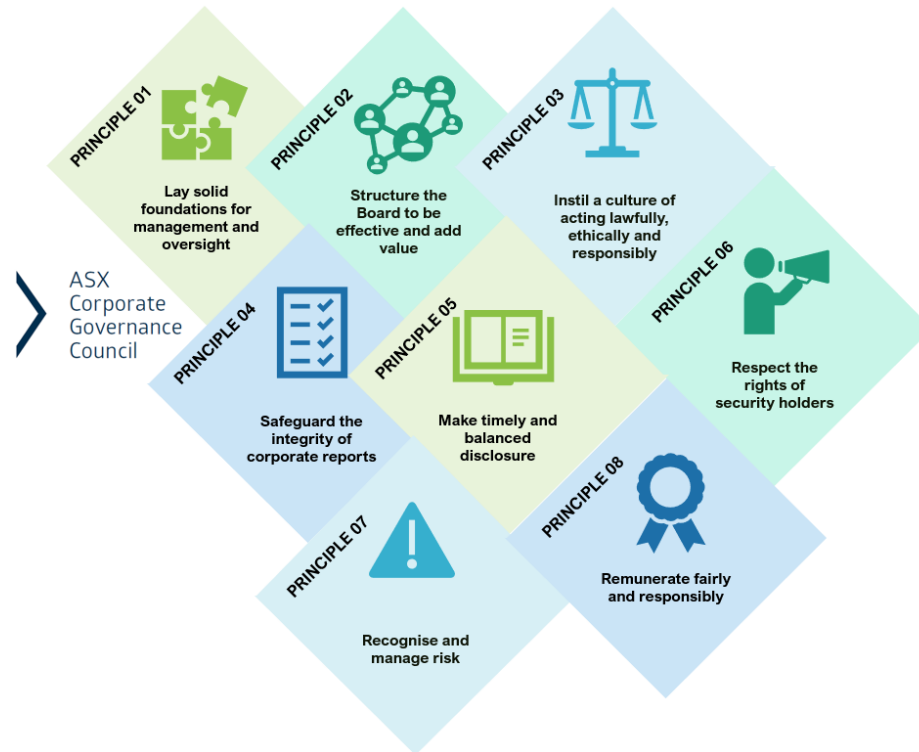 PRINCIPLE 01
Lay solid
foundations for
management and
oversight
PRINCIPLE 02
Structure the
Board to be
effective and add
value
PRINCIPLE 03
Instil a culture of
acting lawfully,
ethically and
responsibly
ASX
Corporate
Governance
Council
PRINCIPLE 04
Safeguard the
integrity of
corporate reports
PRINCIPLE 05
Make timely and
balanced
disclosure
PRINCIPLE 06
Respect the
rights of
security holders
PRINCIPLE 07
Recognise and
manage risk
PRINCIPLE 08
Remunerate fairly
and responsibly